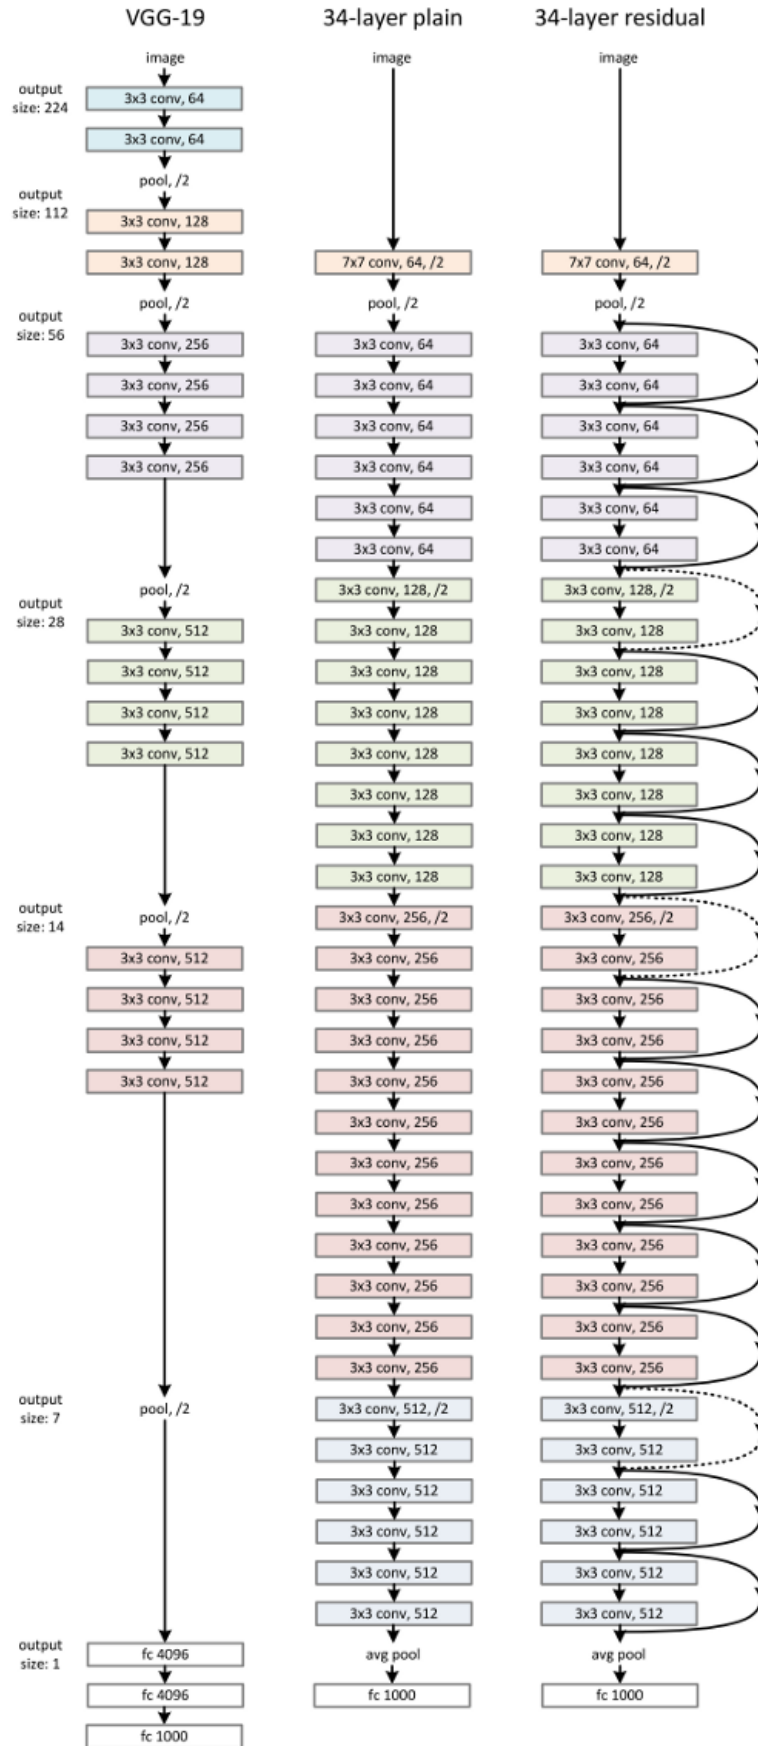 VGG-19
image
output
size: 224
3x3 conv, 64
3x3 conv, 64
pool, /2
output
size: 112
3x3 conv, 128
3x3 conv, 128
pool, /2
output
size: 56
3x3 conv, 256
3x3 conv, 256
3x3 conv, 256
3x3 conv, 256
pool, /2
output
size: 28
3x3 conv, 512
3x3 conv, 512
3x3 conv, 512
3x3 conv, 512
pool, /2
output
size: 14
3x3 conv, 512
3x3 conv, 512
3x3 conv, 512
3x3 conv, 512
output
size: 7
pool, /2
output
size: 1
fc 4096
fc 4096
fc 1000
34-layer plain
image
7x7 conv, 64, /2
pool, /2
3x3 conv, 64
3x3 conv, 64
3x3 conv, 64
3x3 conv, 64
3x3 conv, 64
3x3 conv, 64
3x3 conv, 128, /2
3x3 conv, 128
3x3 conv, 128
3x3 conv, 128
3x3 conv, 128
3x3 conv, 128
3x3 conv, 128
3x3 conv, 128
3x3 conv, 256, /2
3x3 conv, 256
3x3 conv, 256
3x3 conv, 256
3x3 conv, 256
3x3 conv, 256
3x3 conv, 256
3x3 conv, 256
3x3 conv, 256
3x3 conv, 256
3x3 conv, 256
3x3 conv, 256
3x3 conv, 512, /2
3x3 conv, 512
3x3 conv, 512
3x3 conv, 512
3x3 conv, 512
3x3 conv, 512
avg pool
fc 1000
34-layer residual
image
7x7 conv, 64, /2
pool, /2
3x3 conv, 64
3x3 conv, 64
3x3 conv, 64
3x3 conv, 64
3x3 conv, 64
3x3 conv, 64
3x3 conv, 128, /2
3x3 conv, 128
3x3 conv, 128
3x3 conv, 128
3x3 conv, 128
3x3 conv, 128
3x3 conv, 128
3x3 conv, 128
3x3 conv, 256, /2
3x3 conv, 256
3x3 conv, 256
3x3 conv, 256
3x3 conv, 256
3x3 conv, 256
3x3 conv, 256
3x3 conv, 256
3x3 conv, 256
3x3 conv, 256
3x3 conv, 256
3x3 conv, 256
3x3 conv, 512, /2
3x3 conv, 512
3x3 conv, 512
3x3 conv, 512
3x3 conv, 512
3x3 conv, 512
avg pool
fc 1000